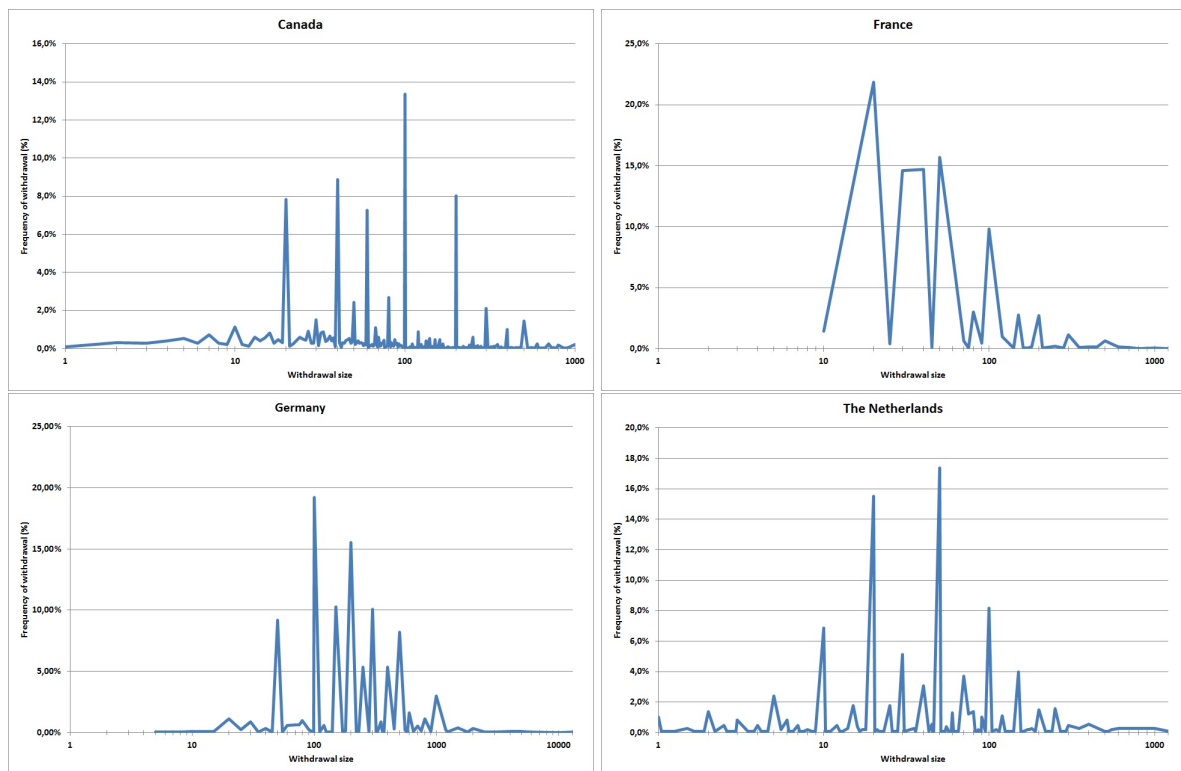 Canada
16,0%
14,0%
12,0%
10,0%
8,0%
6,0%
4,0%
2,0%
0,0%
Frequency of withdrawal (%)
1 10 100 1000
Withdrawal size
France
25,0%
20,0%
15,0%
10,0%
5,0%
0,0%
Frequency of withdrawal (%)
1 10 100 1000
Withdrawal size
Germany
25,00%
20,00%
15,00%
10,00%
5,00%
0,00%
Frequency of withdrawal (%)
1 10 100 1000 10000
Withdrawal size
The Netherlands
20,0%
18,0%
16,0%
14,0%
12,0%
10,0%
8,0%
6,0%
4,0%
2,0%
0,0%
Frequency of withdrawal (%)
1 10 100 1000
Withdrawal size